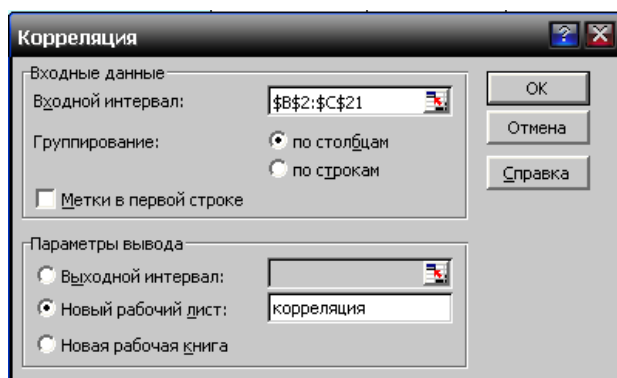 Корреляция
Входные данные
Входной интервал: $B$2:$C$21
Группирование: по столбцам
по строкам
Метки в первой строке
OK
Отмена
Справка
Параметры вывода
Выходной интервал:
Новый рабочий лист: корреляция
Новая рабочая книга